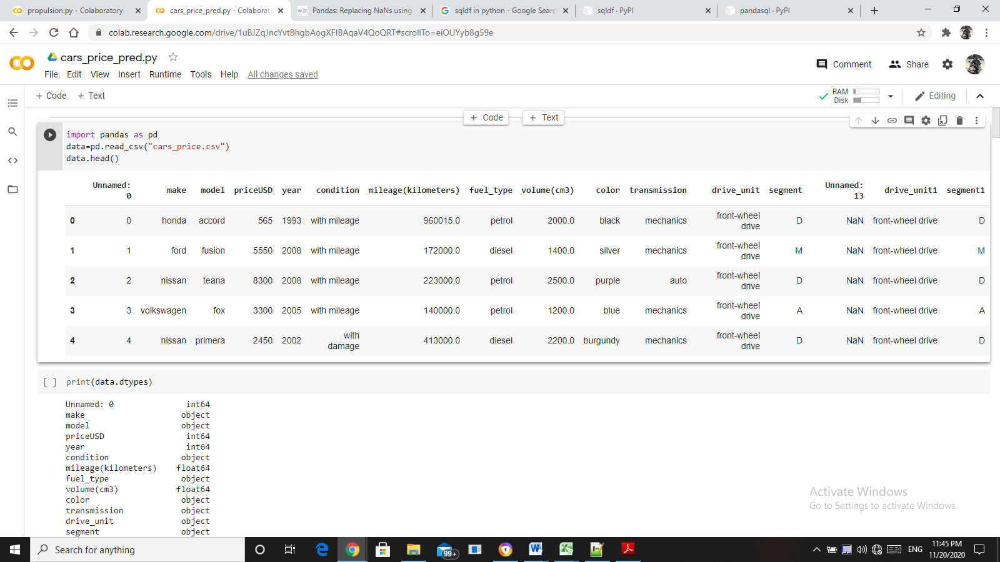 propulsion.py - Colaboratory
cars_price_pred.py - Colaborat
w3r Pandas: Replacing NaNs using
sqldf in python - Google Searc
sqldf · PyPI
pandasql · PyPI
colab.research.google.com/drive/1uBJZqJncYvtBhgbAogXFIBAqaV4QoQRT#scrollTo=eiOUYyb8g59e
cars_price_pred.py
File Edit View Insert Runtime Tools Help All changes saved
Comment Share
+ Code + Text
RAM
Disk
Editing
+ Code + Text
import pandas as pd
data=pd.read_csv("cars_price.csv")
data.head()
Unnamed: 0 make model priceUSD year condition mileage(kilometers) fuel_type volume(cm3) color transmission drive_unit segment Unnamed: 13 drive_unit1 segment1
0 0 honda accord 565 1993 with mileage 960015.0 petrol 2000.0 black mechanics front-wheel drive D NaN front-wheel drive D
1 1 ford fusion 5550 2008 with mileage 172000.0 diesel 1400.0 silver mechanics front-wheel drive M NaN front-wheel drive M
2 2 nissan teana 8300 2008 with mileage 223000.0 petrol 2500.0 purple auto front-wheel drive D NaN front-wheel drive D
3 3 volkswagen fox 3300 2005 with mileage 140000.0 petrol 1200.0 blue mechanics front-wheel drive A NaN front-wheel drive A
4 4 nissan primera 2450 2002 with damage 413000.0 diesel 2200.0 burgundy mechanics front-wheel drive D NaN front-wheel drive D
[ ] print(data.dtypes)
Unnamed: 0 int64
make object
model object
priceUSD int64
year int64
condition object
mileage(kilometers) float64
fuel_type object
volume(cm3) float64
color object
transmission object
drive_unit object
segment object
Activate Windows
Go to Settings to activate Windows.
Search for anything
99+
ENG
11:45 PM
11/20/2020